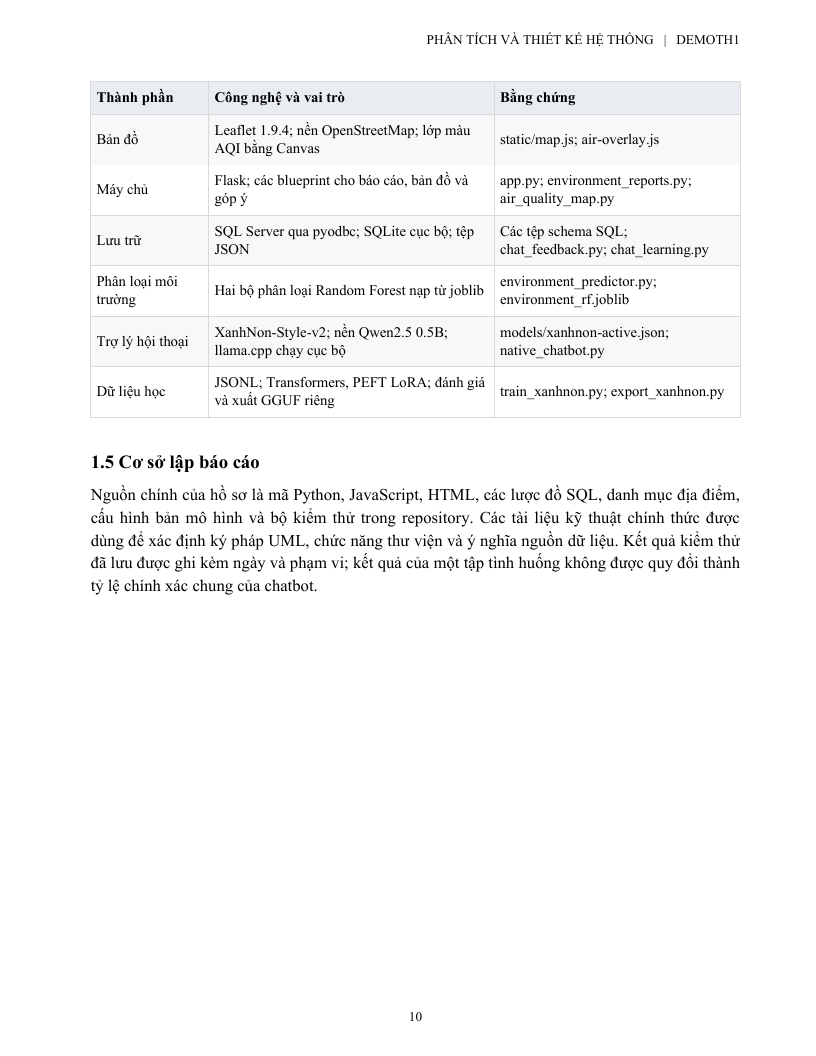 PHÂN TÍCH VÀ THIẾT KẾ HỆ THỐNG | DEMOTH1
Thành phần Công nghệ và vai trò Bằng chứng
Bản đồ
Leaflet 1.9.4; nền OpenStreetMap; lớp màu
AQI bằng Canvas
static/map.js; air-overlay.js
Máy chủ
Flask; các blueprint cho báo cáo, bản đồ và
góp ý
app.py; environment_reports.py;
air_quality_map.py
Lưu trữ
SQL Server qua pyodbc; SQLite cục bộ; tệp
JSON
Các tệp schema SQL;
chat_feedback.py; chat_learning.py
Phân loại môi
trường
Hai bộ phân loại Random Forest nạp từ joblib
environment_predictor.py;
environment_rf.joblib
Trợ lý hội thoại
XanhNon-Style-v2; nền Qwen2.5 0.5B;
llama.cpp chạy cục bộ
models/xanhnon-active.json;
native_chatbot.py
Dữ liệu học
JSONL; Transformers, PEFT LoRA; đánh giá
và xuất GGUF riêng
train_xanhnon.py; export_xanhnon.py
1.5 Cơ sở lập báo cáo
Nguồn chính của hồ sơ là mã Python, JavaScript, HTML, các lược đồ SQL, danh mục địa điểm,
cấu hình bản mô hình và bộ kiểm thử trong repository. Các tài liệu kỹ thuật chính thức được
dùng để xác định ký pháp UML, chức năng thư viện và ý nghĩa nguồn dữ liệu. Kết quả kiểm thử
đã lưu được ghi kèm ngày và phạm vi; kết quả của một tập tình huống không được quy đổi thành
tỷ lệ chính xác chung của chatbot.
10